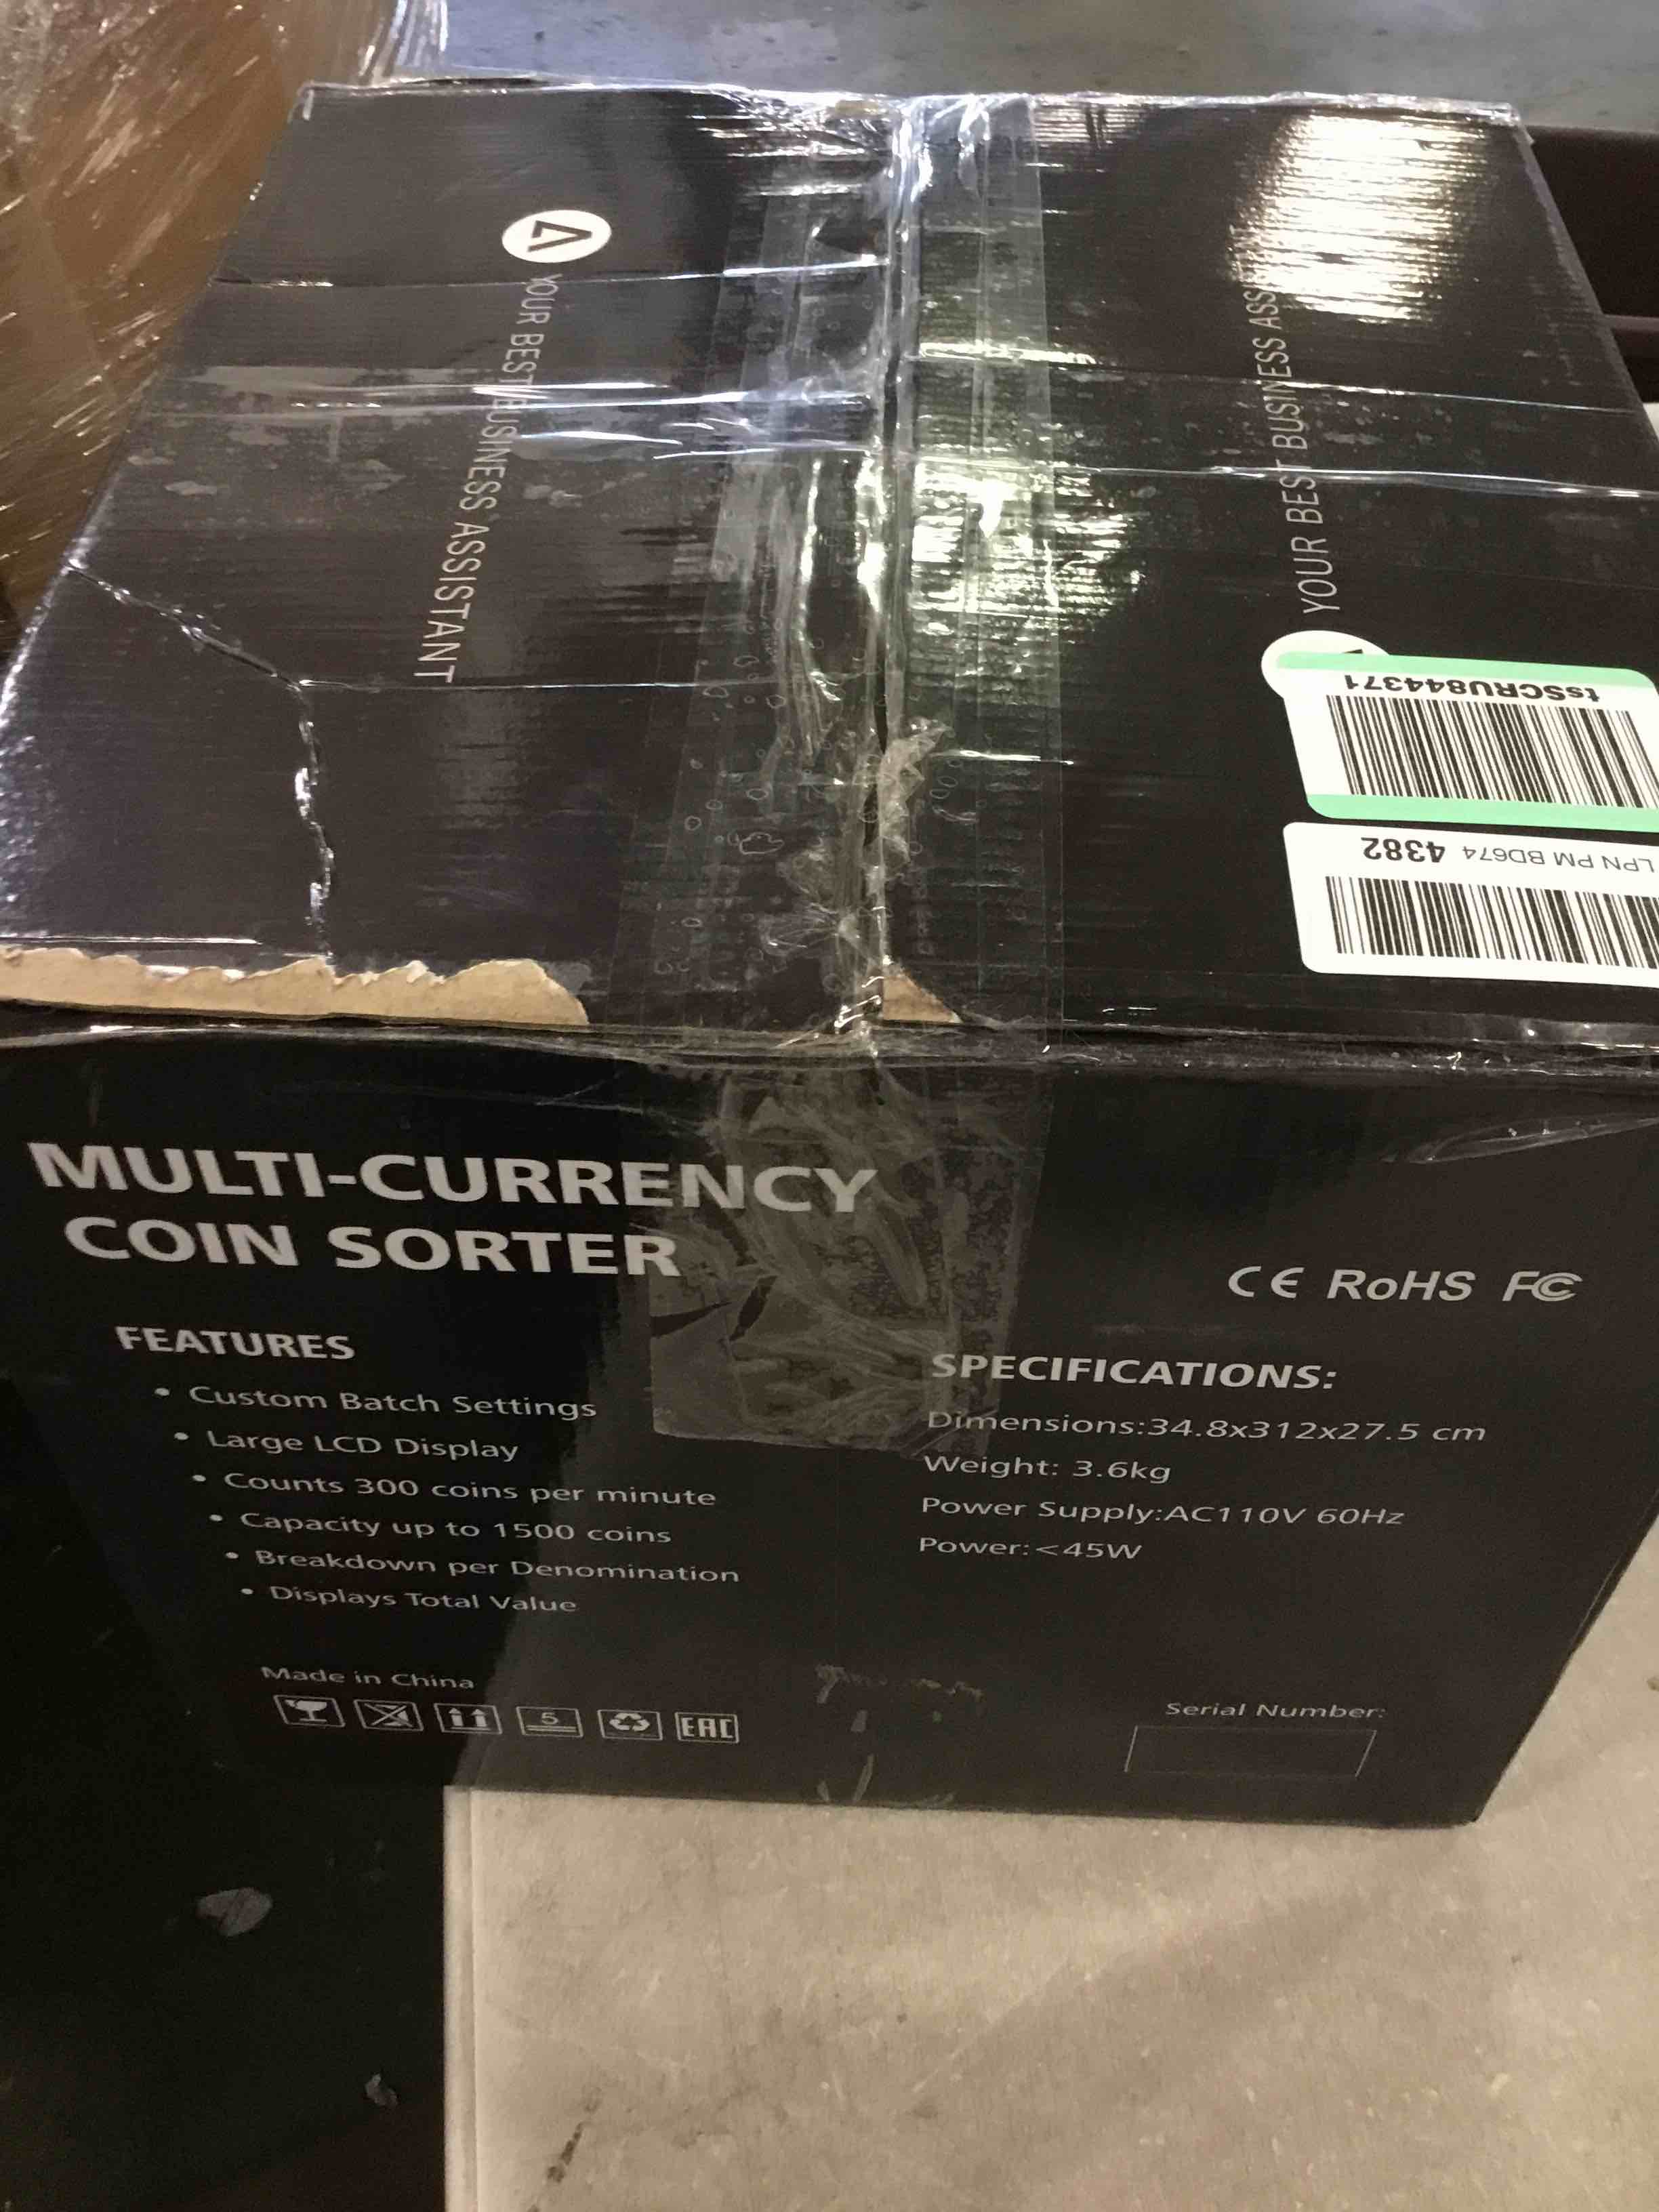 YOUR BEST BUSINESS ASSISTANT
YOUR BEST BUSINESS ASS
tsSCRU844371
LPN PM BD674 4382
MULTI-CURRENCY
COIN SORTER
FEATURES
• Custom Batch Settings
• Large LCD Display
• Counts 300 coins per minute
• Capacity up to 1500 coins
• Breakdown per Denomination
• Displays Total Value
Made in China
5
EAC
CE RoHS FC
SPECIFICATIONS:
Dimensions:34.8x312x27.5 cm
Weight: 3.6kg
Power Supply:AC110V 60Hz
Power:<45W
Serial Number: